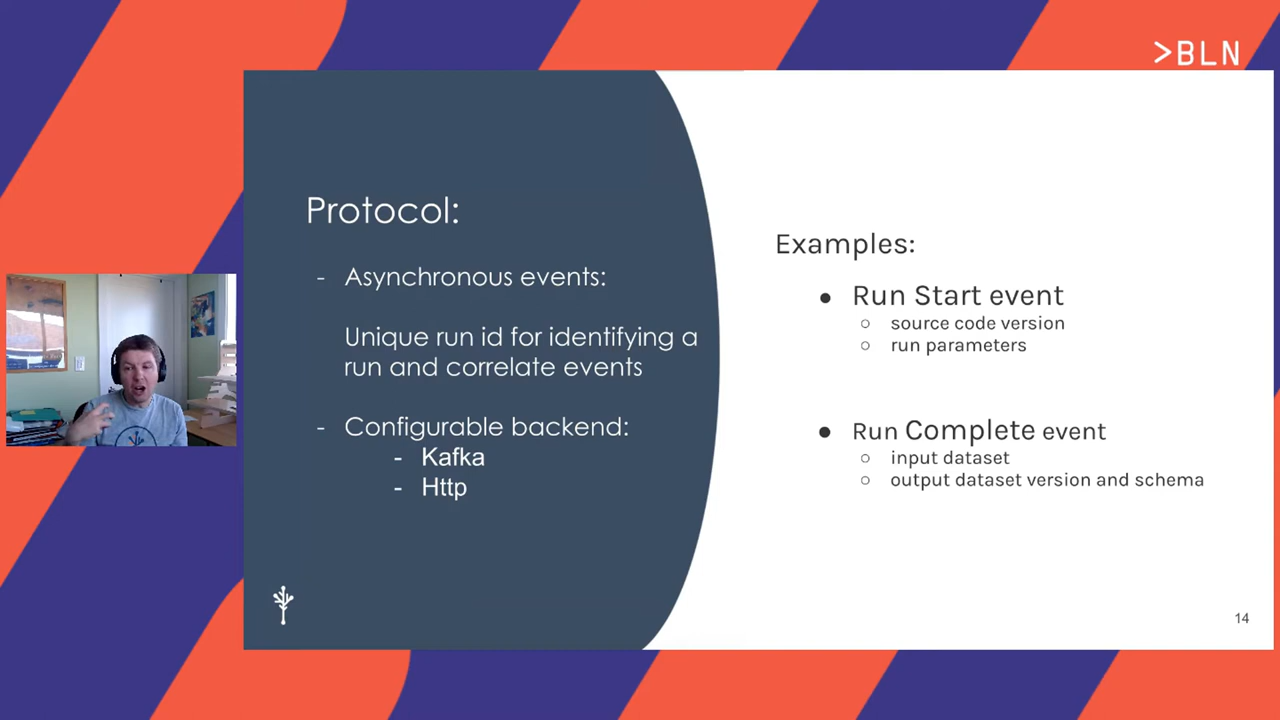 >BLN
Protocol:
- Asynchronous events:
Unique run id for identifying a
run and correlate events
- Configurable backend:
- Kafka
- Http
Examples:
● Run Start event
○ source code version
○ run parameters
● Run Complete event
○ input dataset
○ output dataset version and schema
14